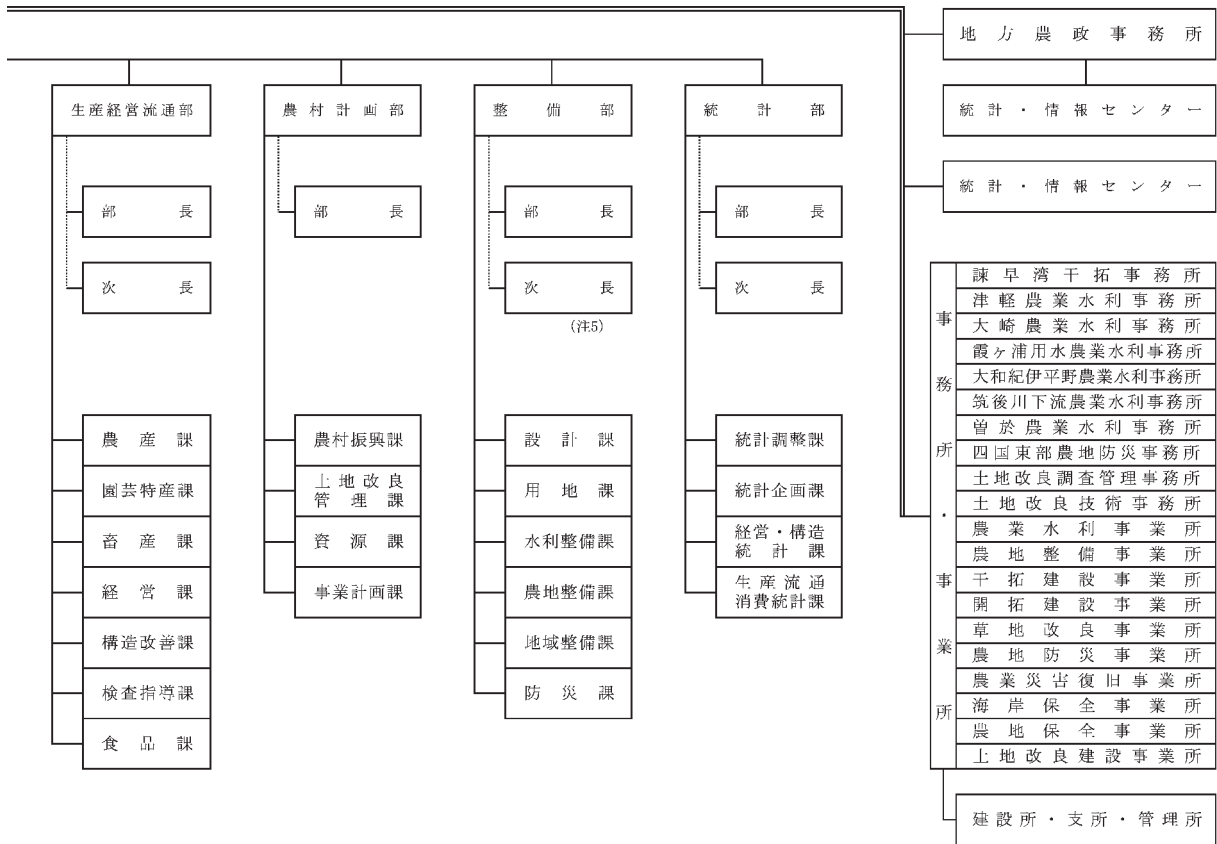 生産経営流通部
部長
次長
農産課
園芸特産課
畜産課
経営課
構造改善課
検査指導課
食品課
農村計画部
部長
農村振興課
土地改良
管理課
資源課
事業計画課
整備部
部長
次長
(注5)
設計課
用地課
水利整備課
農地整備課
地域整備課
防災課
統計部
部長
次長
統計調整課
統計企画課
経営・構造
統計課
生産流通
消費統計課
地方農政事務所
統計・情報センター
統計・情報センター
事務所・事業所
諫早湾干拓事務所
津軽農業水利事務所
大崎農業水利事務所
霞ヶ浦用水農業水利事務所
大和紀伊平野農業水利事務所
筑後川下流農業水利事務所
曽於農業水利事務所
四国東部農地防災事務所
土地改良調査管理事務所
土地改良技術事務所
農業水利事業所
農地整備事業所
干拓建設事業所
開拓建設事業所
草地改良事業所
農地防災事業所
農業災害復旧事業所
海岸保全事業所
農地保全事業所
土地改良建設事業所
建設所・支所・管理所